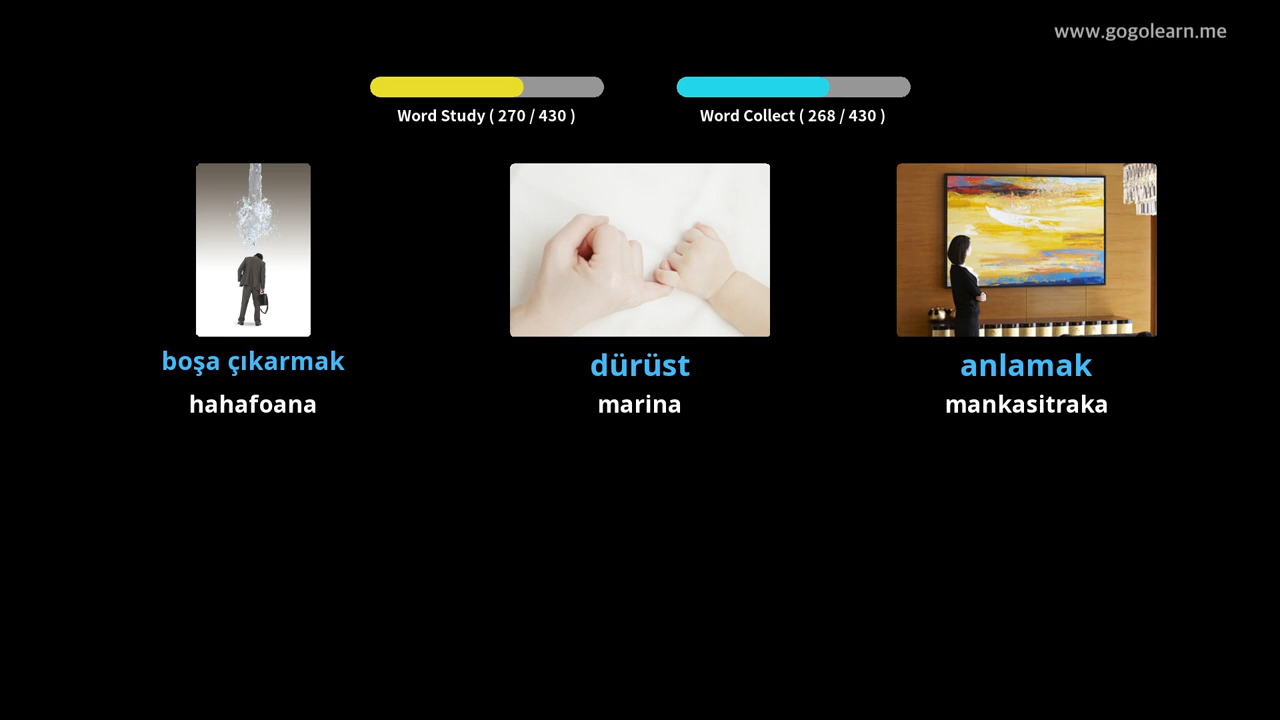 www.gogolearn.me
Word Study ( 270 / 430 )
Word Collect ( 268 / 430 )
boşa çıkarmak
dürüst
anlamak
hahafoana
marina
mankasitraka